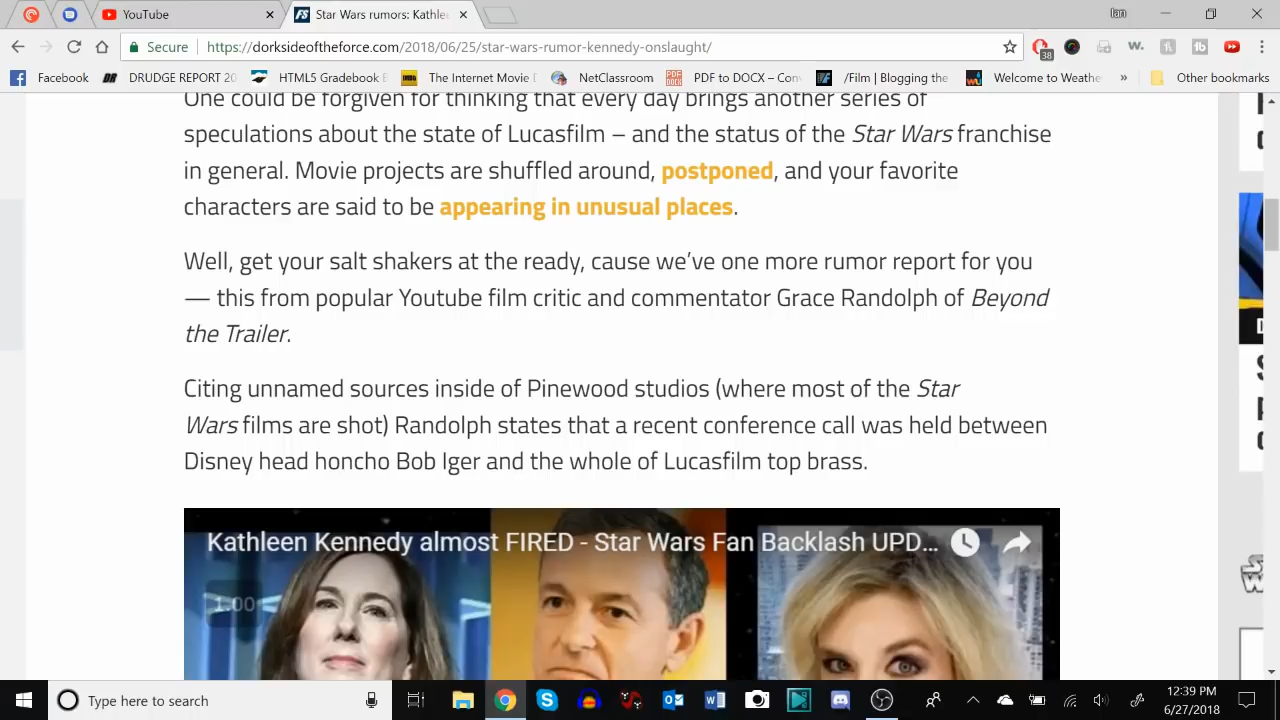 YouTube
Star Wars rumors: Kathle
Secure
https://dorksideoftheforce.com/2018/06/25/star-wars-rumor-kennedy-onslaught/
38
Facebook
DRUDGE REPORT 20
HTML5 Gradebook
The Internet Movie
NetClassroom
PDF to DOCX – Con
/Film | Blogging the
Welcome to Weathe
»
Other bookmarks
One could be forgiven for thinking that every day brings another series of
speculations about the state of Lucasfilm – and the status of the Star Wars franchise
in general. Movie projects are shuffled around, postponed, and your favorite
characters are said to be appearing in unusual places.
Well, get your salt shakers at the ready, cause we've one more rumor report for you
— this from popular Youtube film critic and commentator Grace Randolph of Beyond
the Trailer.
Citing unnamed sources inside of Pinewood studios (where most of the Star
Wars films are shot) Randolph states that a recent conference call was held between
Disney head honcho Bob Iger and the whole of Lucasfilm top brass.
Kathleen Kennedy almost FIRED - Star Wars Fan Backlash UPD...
1.00
Type here to search
12:39 PM
6/27/2018